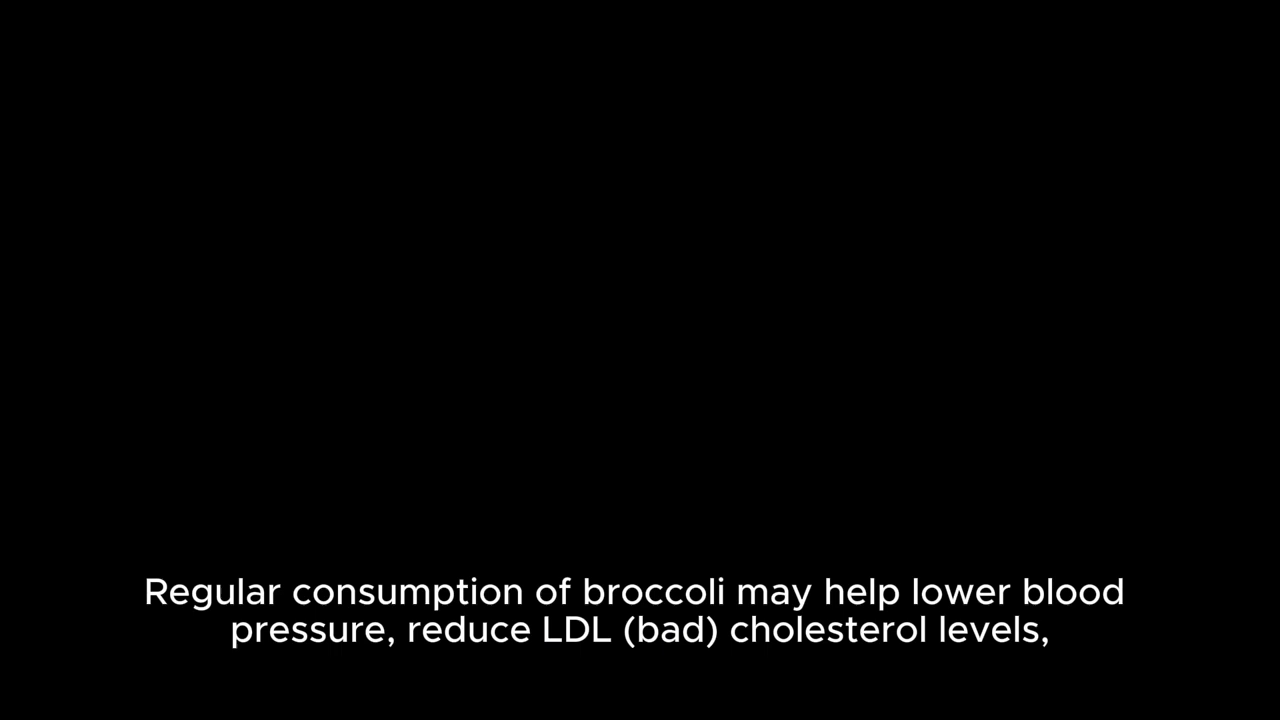 Regular consumption of broccoli may help lower blood
pressure, reduce LDL (bad) cholesterol levels,